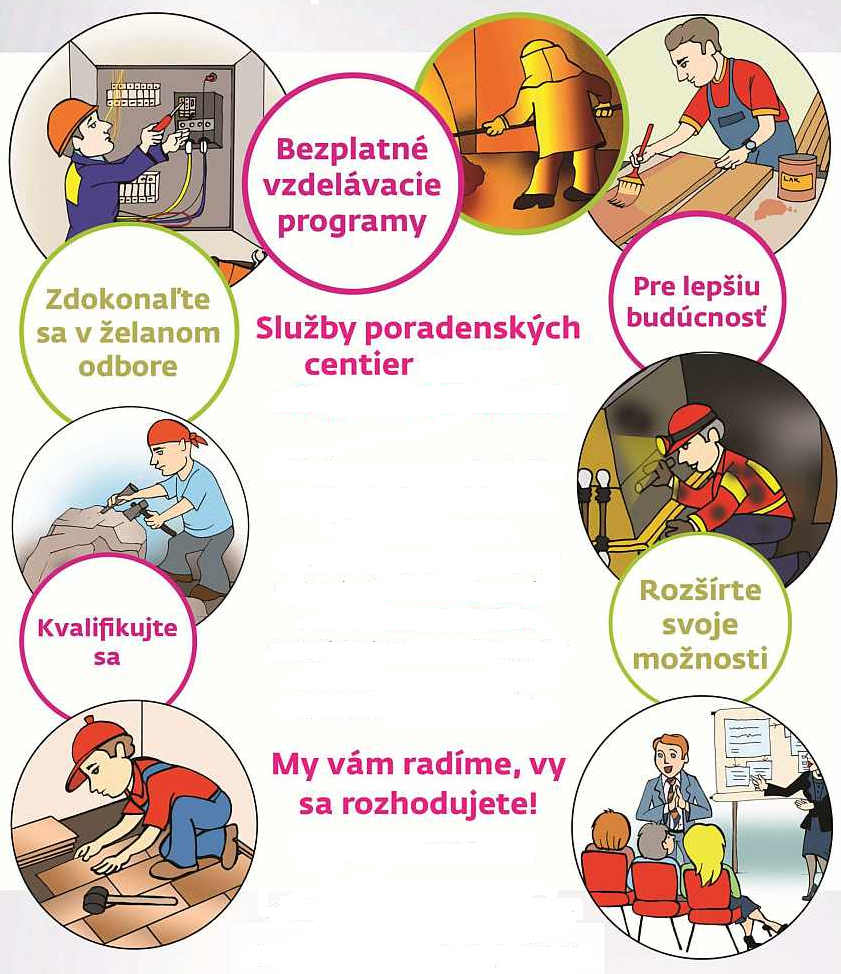 Bezplatné
vzdelávacie
programy
Zdokonaľte
sa v želanom
odbore
Služby poradenských
centier
Pre lepšiu
budúcnosť
LAK
Kvalifikujte
sa
Rozšírte
svoje
možnosti
My vám radíme, vy
sa rozhodujete!